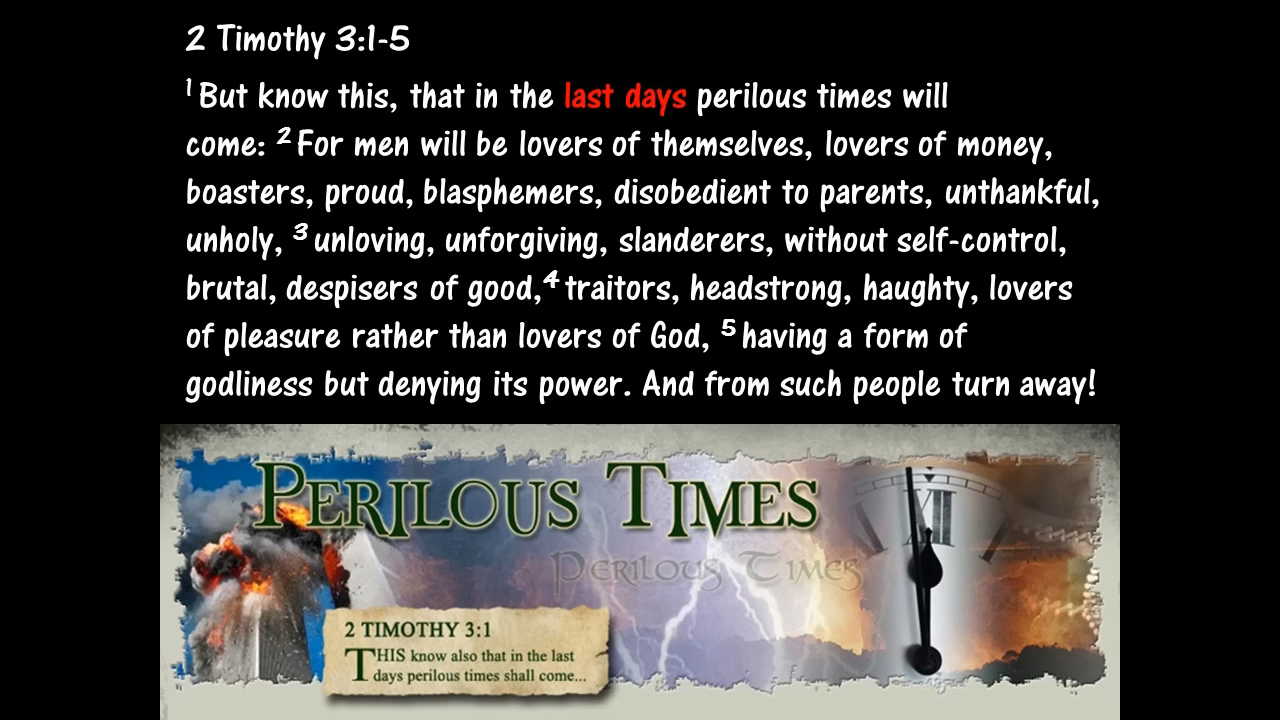 2 Timothy 3:1-5
1 But know this, that in the last days perilous times will
come: 2 For men will be lovers of themselves, lovers of money,
boasters, proud, blasphemers, disobedient to parents, unthankful,
unholy, 3 unloving, unforgiving, slanderers, without self-control,
brutal, despisers of good,4 traitors, headstrong, haughty, lovers
of pleasure rather than lovers of God, 5 having a form of
godliness but denying its power. And from such people turn away!
PERILOUS TIMES
PERILOUS TIMES
XII
2 TIMOTHY 3:1
THIS know also that in the last
days perilous times shall come...